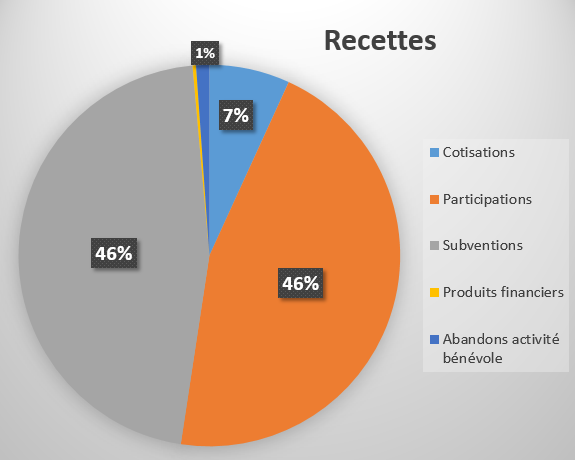 Recettes
1%
7%
46%
46%
Cotisations
Participations
Subventions
Produits financiers
Abandons activité
bénévole